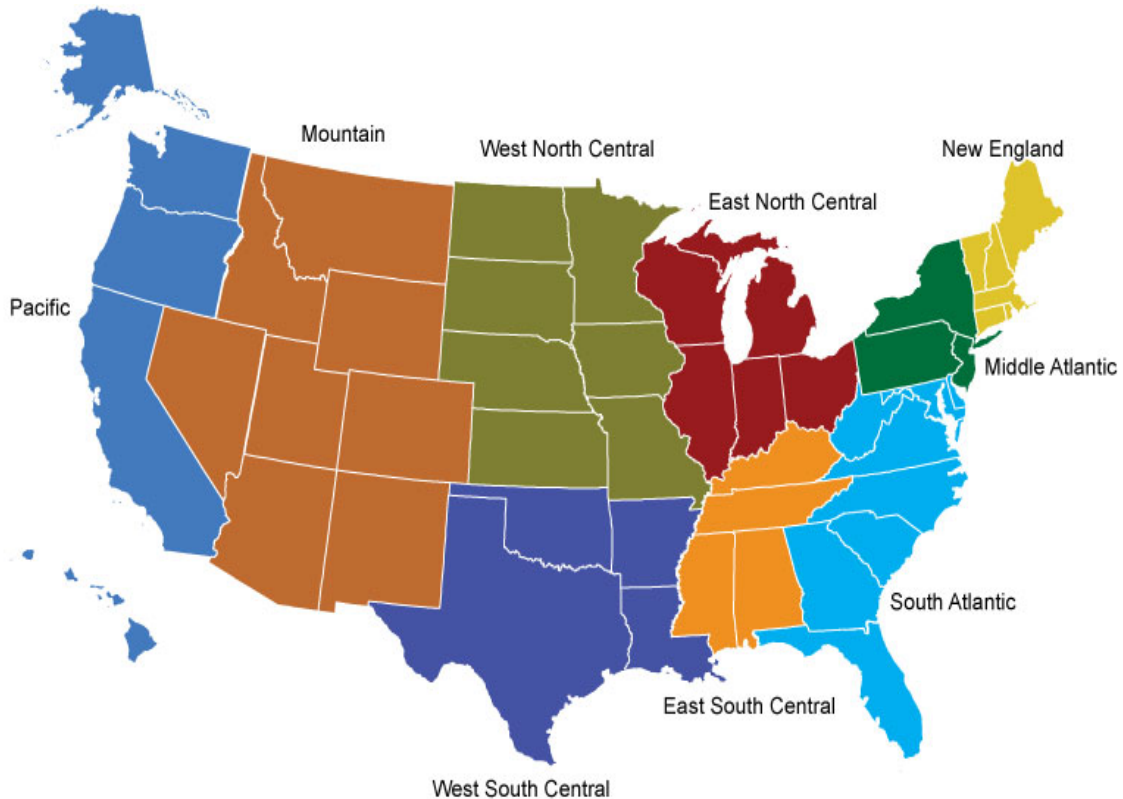 Mountain
West North Central
New England
East North Central
Pacific
Middle Atlantic
South Atlantic
East South Central
West South Central